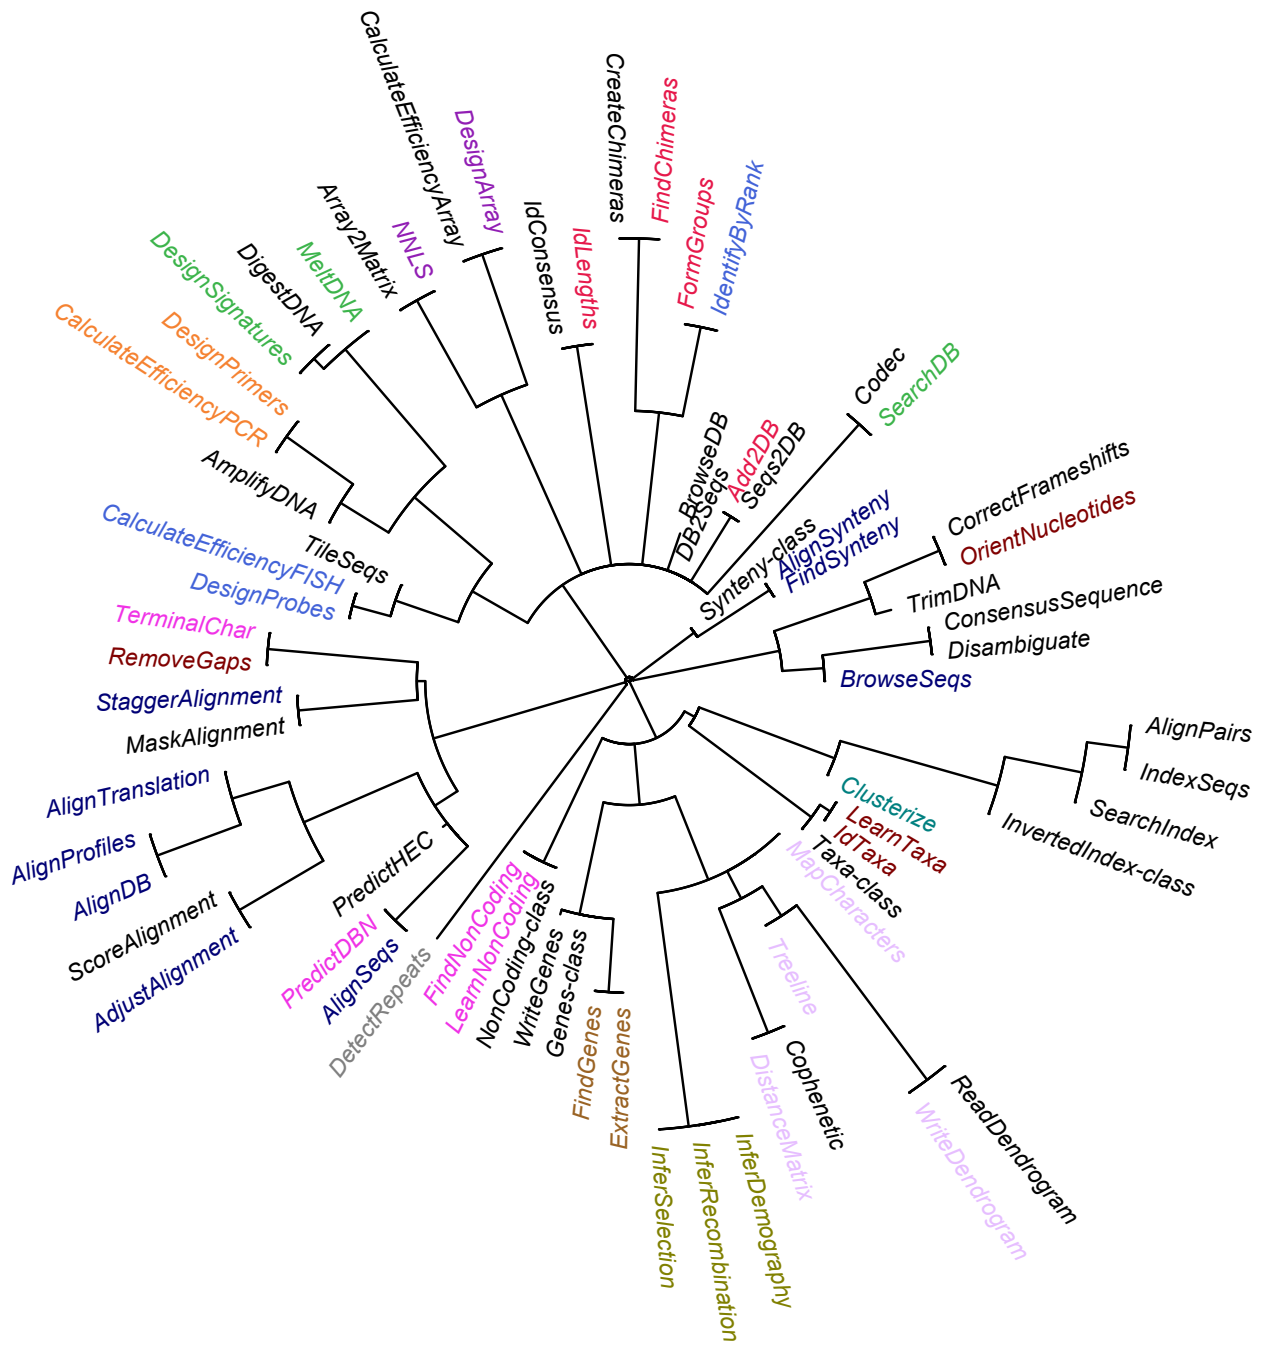 CalculateEfficiencyArray
DesignArray
CreateChimeras
FindChimeras
FormGroups
IdentifyByRank
IdConsensus
IdLengths
Array2Matrix
NNLS
MeltDNA
DigestDNA
DesignSignatures
DesignPrimers
CalculateEfficiencyPCR
AmplifyDNA
TileSeqs
CalculateEfficiencyFISH
DesignProbes
TerminalChar
RemoveGaps
StaggerAlignment
MaskAlignment
AlignTranslation
AlignProfiles
AlignDB
ScoreAlignment
AdjustAlignment
PredictHEC
PredictDBN
AlignSeqs
DetectRepeats
FindNonCoding
LearnNonCoding
NonCoding-class
WriteGenes
Genes-class
FindGenes
ExtractGenes
InferSelection
InferRecombination
InferDemography
DistanceMatrix
Cophenetic
WriteDendrogram
ReadDendrogram
Treeline
MapCharacters
Taxa-class
IdTaxa
LearnTaxa
Clusterize
InvertedIndex-class
SearchIndex
IndexSeqs
AlignPairs
BrowseSeqs
Disambiguate
ConsensusSequence
TrimDNA
OrientNucleotides
CorrectFrameshifts
FindSynteny
AlignSynteny
Synteny-class
SearchDB
Codec
Seqs2DB
Add2DB
DB2Seqs
BrowseDB